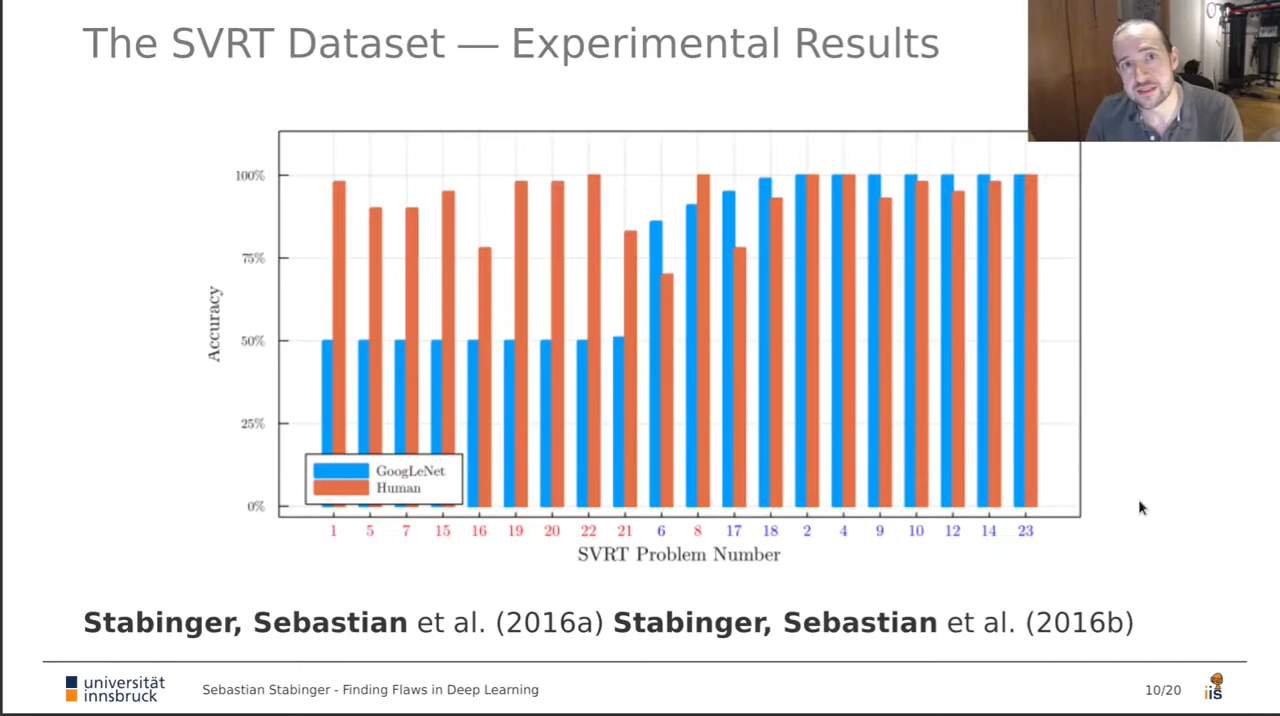 The SVRT Dataset — Experimental Results
100%
75%
50%
25%
0%
Accuracy
GoogLeNet
Human
1 5 7 15 16 19 20 22 21 6 8 17 18 2 4 9 10 12 14 23
SVRT Problem Number
Stabinger, Sebastian et al. (2016a) Stabinger, Sebastian et al. (2016b)
universität
innsbruck
Sebastian Stabinger - Finding Flaws in Deep Learning
10/20
iis